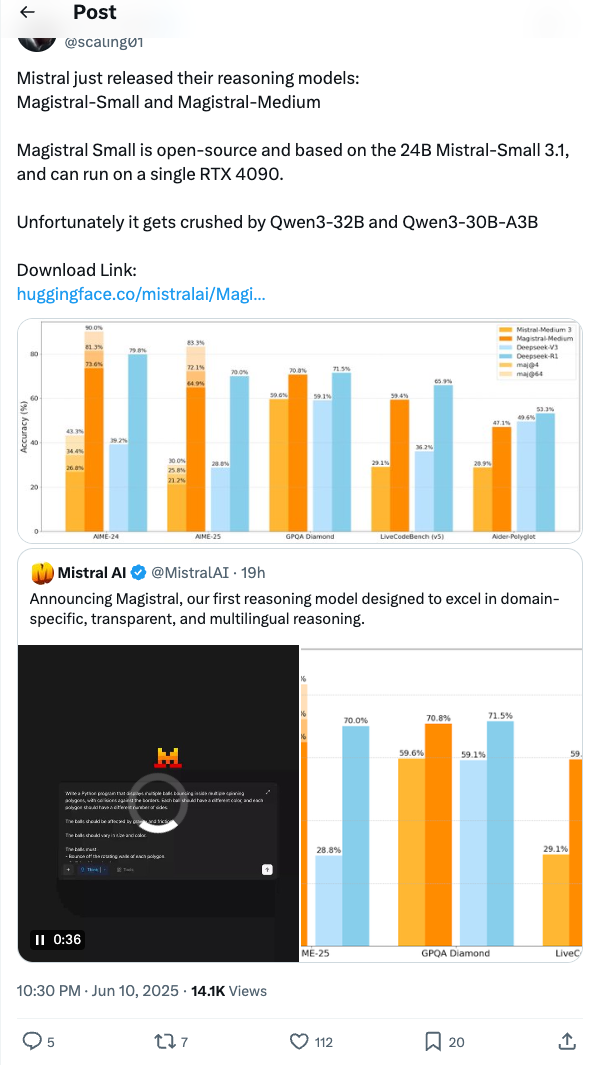 Post
@scaling01
Mistral just released their reasoning models:
Magistral-Small and Magistral-Medium
Magistral Small is open-source and based on the 24B Mistral-Small 3.1,
and can run on a single RTX 4090.
Unfortunately it gets crushed by Qwen3-32B and Qwen3-30B-A3B
Download Link:
huggingface.co/mistralai/Magi...
Accuracy (%)
80
60
40
20
0
43.3%
34.4%
26.8%
90.0%
81.3%
73.6%
39.2%
79.8%
AIME-24
30.0%
25.8%
21.2%
83.3%
72.1%
64.9%
28.8%
70.0%
AIME-25
59.6%
70.8%
59.1%
71.5%
GPQA Diamond
29.1%
59.4%
36.2%
65.9%
LiveCodeBench (v5)
28.9%
47.1%
49.6%
53.3%
Aider-Polyglot
Mistral-Medium 3
Magistral-Medium
Deepseek-V3
Deepseek-R1
maj@4
maj@64
Mistral AI @MistralAI · 19h
Announcing Magistral, our first reasoning model designed to excel in domain-
specific, transparent, and multilingual reasoning.
Write a Python program that displays multiple balls bouncing inside multiple spinning
polygons, with collisions against the borders. Each ball should have a different color, and each
polygon should have a different number of sides.
The balls should be affected by and friction
The balls should vary in size and color
The balls must
- Bounce off the rotating walls of each polygon
Think
Tools
0:36
%
%
%
28.8%
70.0%
ME-25
59.6%
70.8%
59.1%
71.5%
GPQA Diamond
29.1%
59.
LiveC
10:30 PM · Jun 10, 2025 · 14.1K Views
5
7
112
20